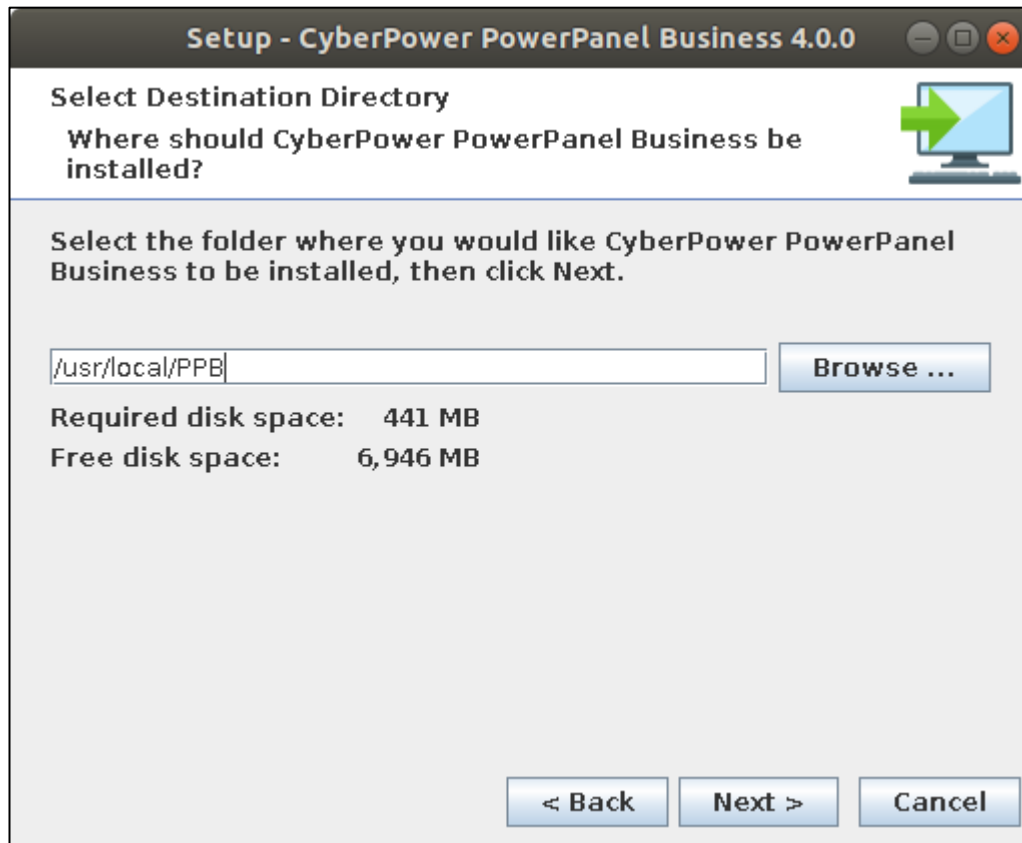 Setup - CyberPower PowerPanel Business 4.0.0
Select Destination Directory
Where should CyberPower PowerPanel Business be
installed?
Select the folder where you would like CyberPower PowerPanel
Business to be installed, then click Next.
/usr/local/PPB
Browse ...
Required disk space: 441 MB
Free disk space: 6,946 MB
< Back Next > Cancel